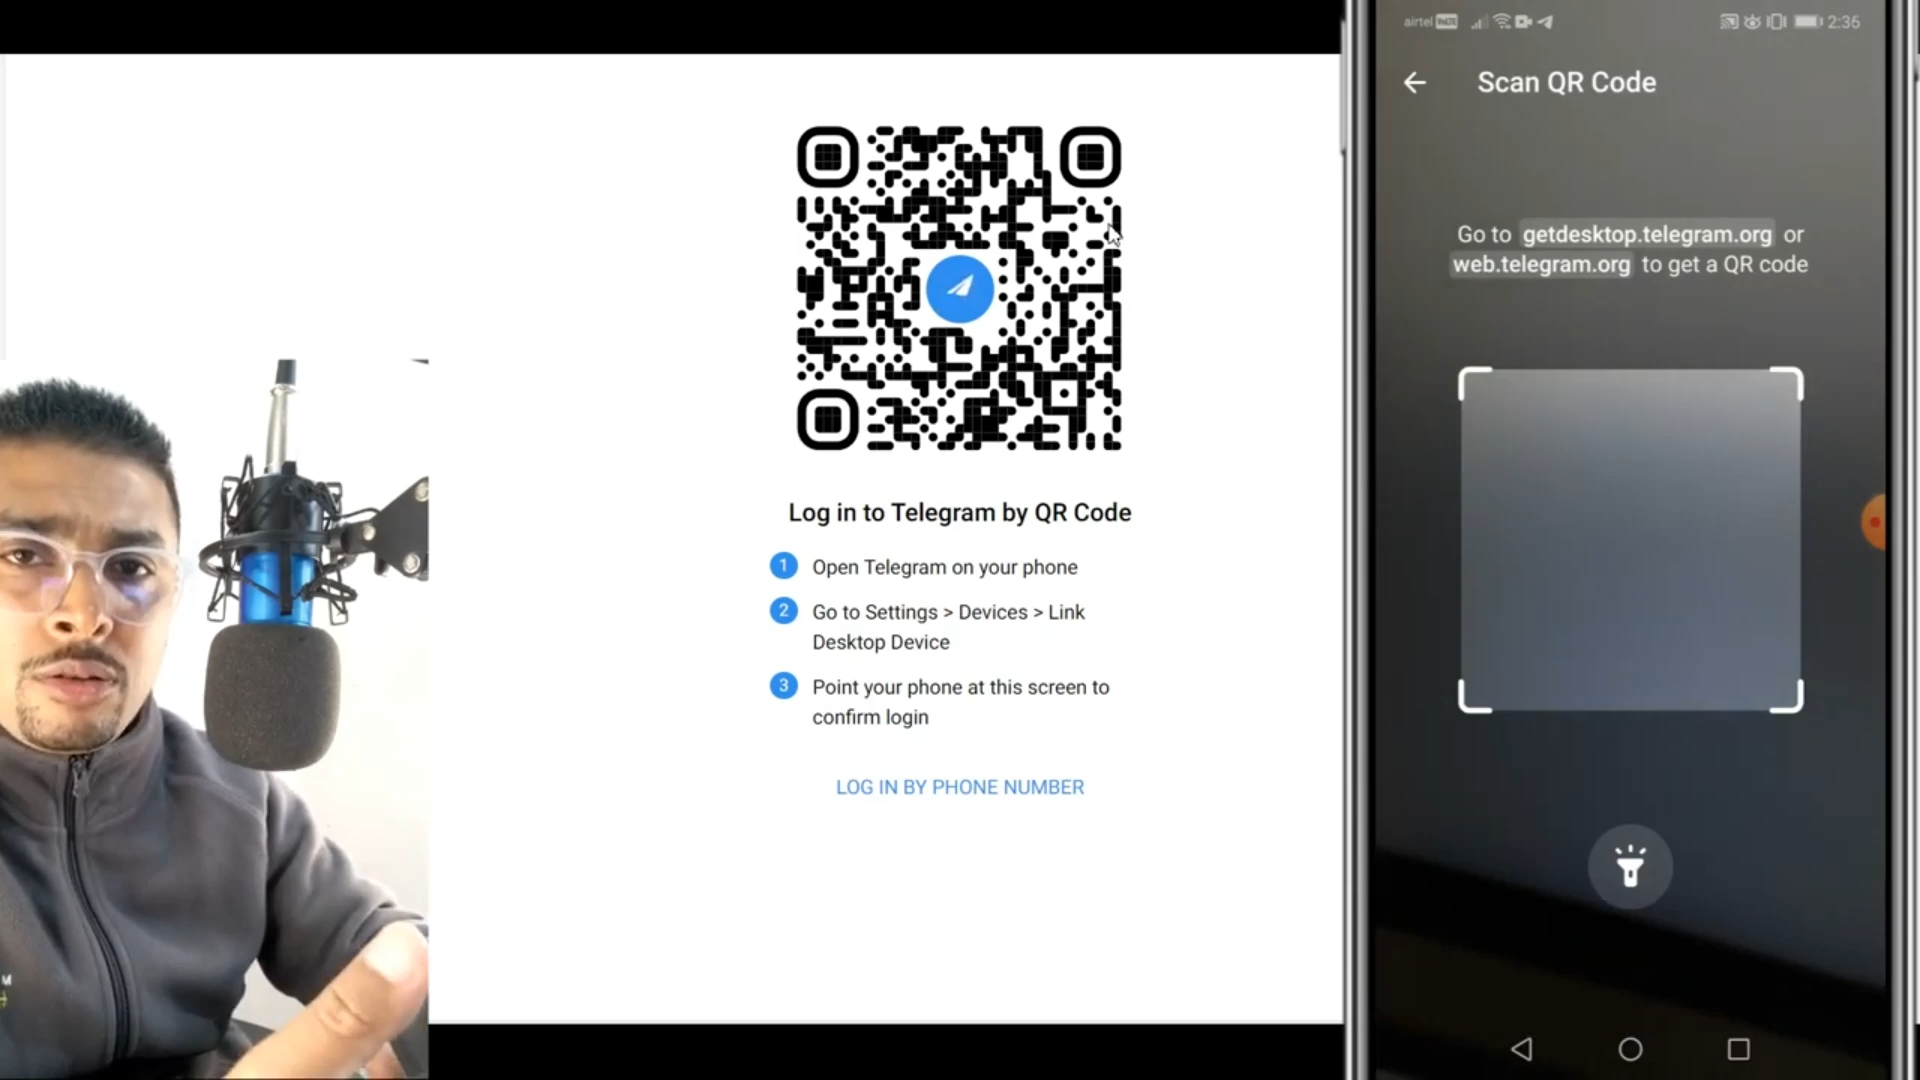 Log in to Telegram by QR Code
1 Open Telegram on your phone
2 Go to Settings > Devices > Link
Desktop Device
3 Point your phone at this screen to
confirm login
LOG IN BY PHONE NUMBER
airtel
2:36
Scan QR Code
Go to getdesktop.telegram.org or
web.telegram.org to get a QR code
M